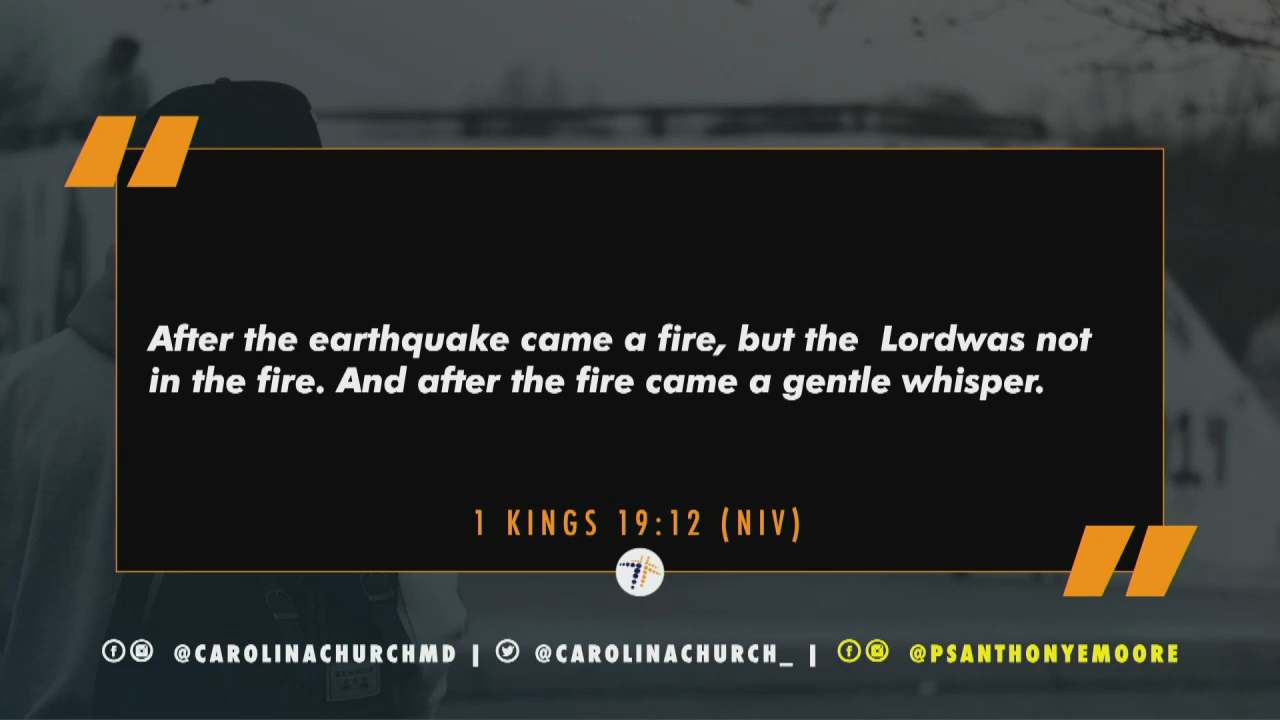 After the earthquake came a fire, but the  Lordwas not
in the fire. And after the fire came a gentle whisper.
1 KINGS 19:12 (NIV)
@CAROLINACHURCHMD | @CAROLINACHURCH_ | @PSANTHONYEMOORE